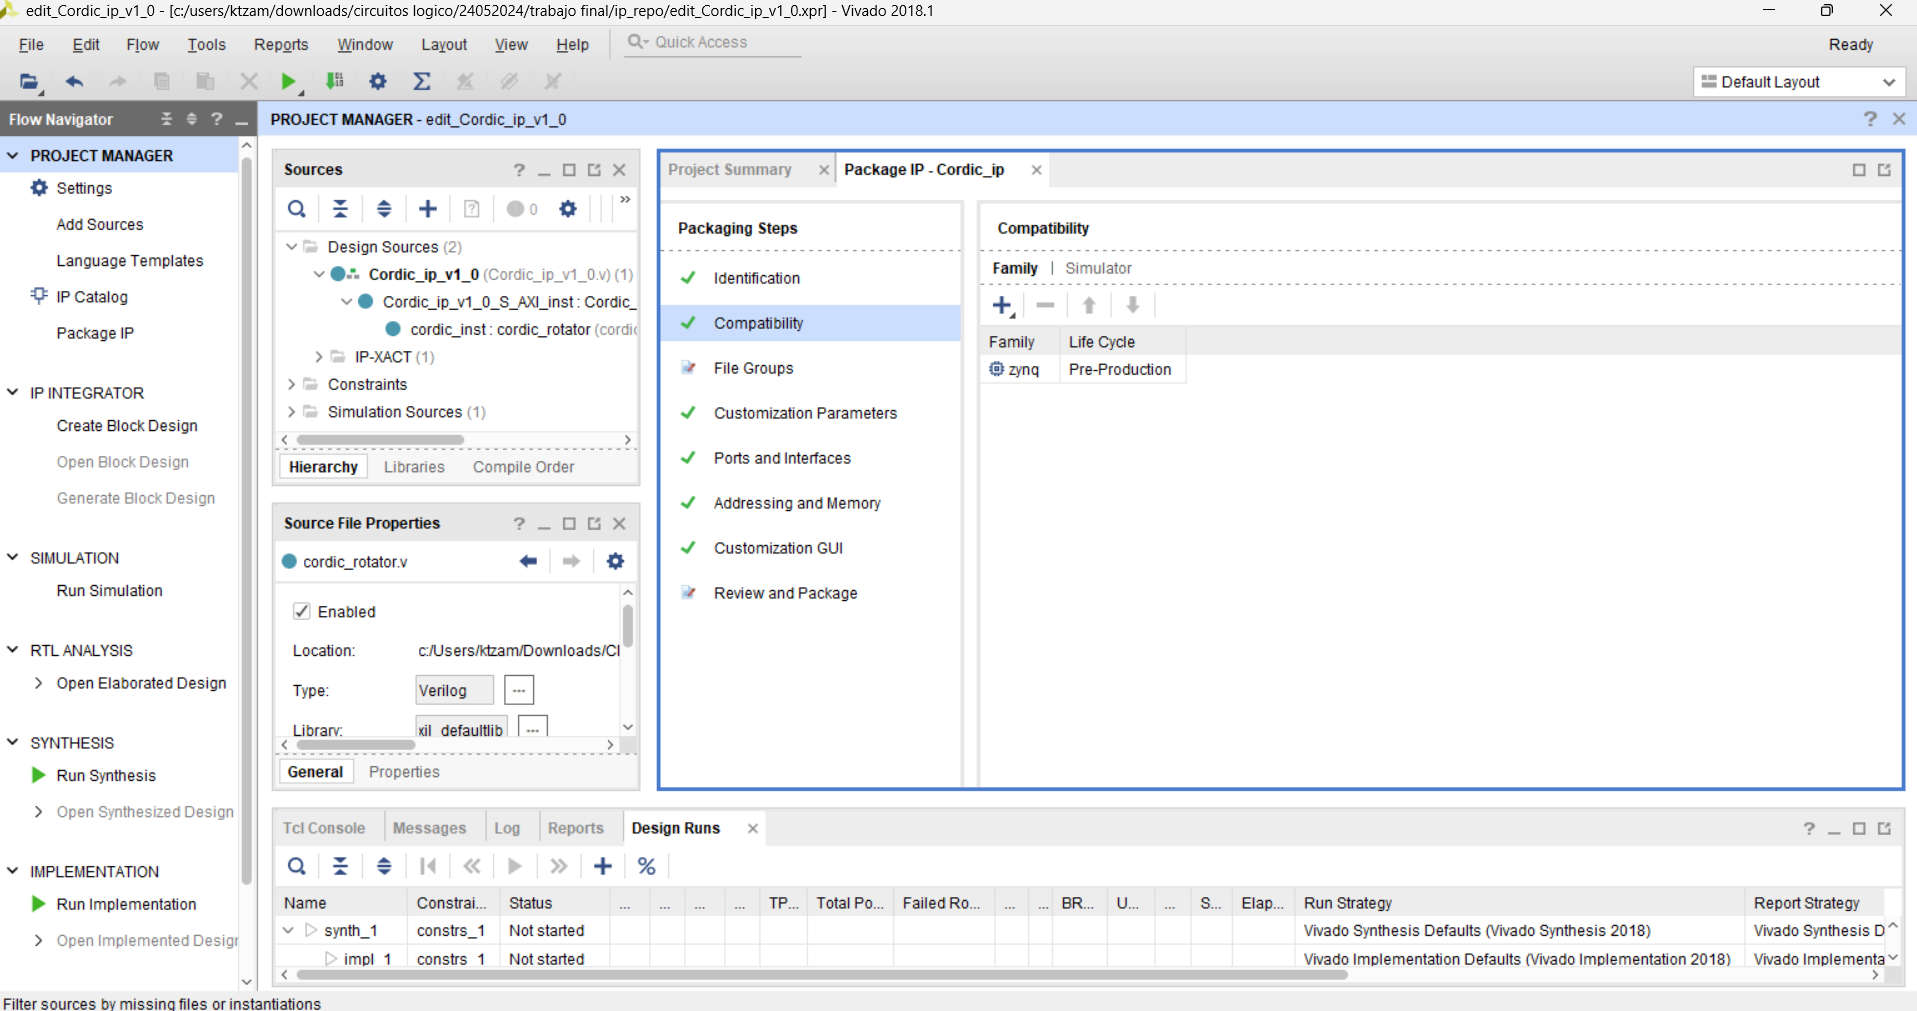 edit_Cordic_ip_v1_0 - [c:/users/ktzam/downloads/circuitos logico/24052024/trabajo final/ip_repo/edit_Cordic_ip_v1_0.xpr] - Vivado 2018.1
File Edit Flow Tools Reports Window Layout View Help Quick Access Ready
Default Layout
Flow Navigator
PROJECT MANAGER
Settings
Add Sources
Language Templates
IP Catalog
Package IP
IP INTEGRATOR
Create Block Design
Open Block Design
Generate Block Design
SIMULATION
Run Simulation
RTL ANALYSIS
Open Elaborated Design
SYNTHESIS
Run Synthesis
Open Synthesized Design
IMPLEMENTATION
Run Implementation
Open Implemented Desigr
PROJECT MANAGER - edit_Cordic_ip_v1_0
Sources
0
Design Sources (2)
Cordic_ip_v1_0 (Cordic_ip_v1_0.v) (1)
Cordic_ip_v1_0_S_AXI_inst : Cordic_
cordic_inst : cordic_rotator (cordic
IP-XACT (1)
Constraints
Simulation Sources (1)
Hierarchy Libraries Compile Order
Source File Properties
cordic_rotator.v
Enabled
Location: c:/Users/ktzam/Downloads/CI
Type: Verilog ...
Library: xil_defaultlib ...
General Properties
Project Summary Package IP - Cordic_ip
Packaging Steps
Identification
Compatibility
File Groups
Customization Parameters
Ports and Interfaces
Addressing and Memory
Customization GUI
Review and Package
Compatibility
Family | Simulator
Family Life Cycle
zynq Pre-Production
Tcl Console Messages Log Reports Design Runs
Name Constrai... Status ... ... ... ... TP... Total Po... Failed Ro... ... ... BR... U... ... S... Elap... Run Strategy Report Strategy
synth_1 constrs_1 Not started Vivado Synthesis Defaults (Vivado Synthesis 2018) Vivado Synthesis D
impl_1 constrs_1 Not started Vivado Implementation Defaults (Vivado Implementation 2018) Vivado Implementa
Filter sources by missing files or instantiations